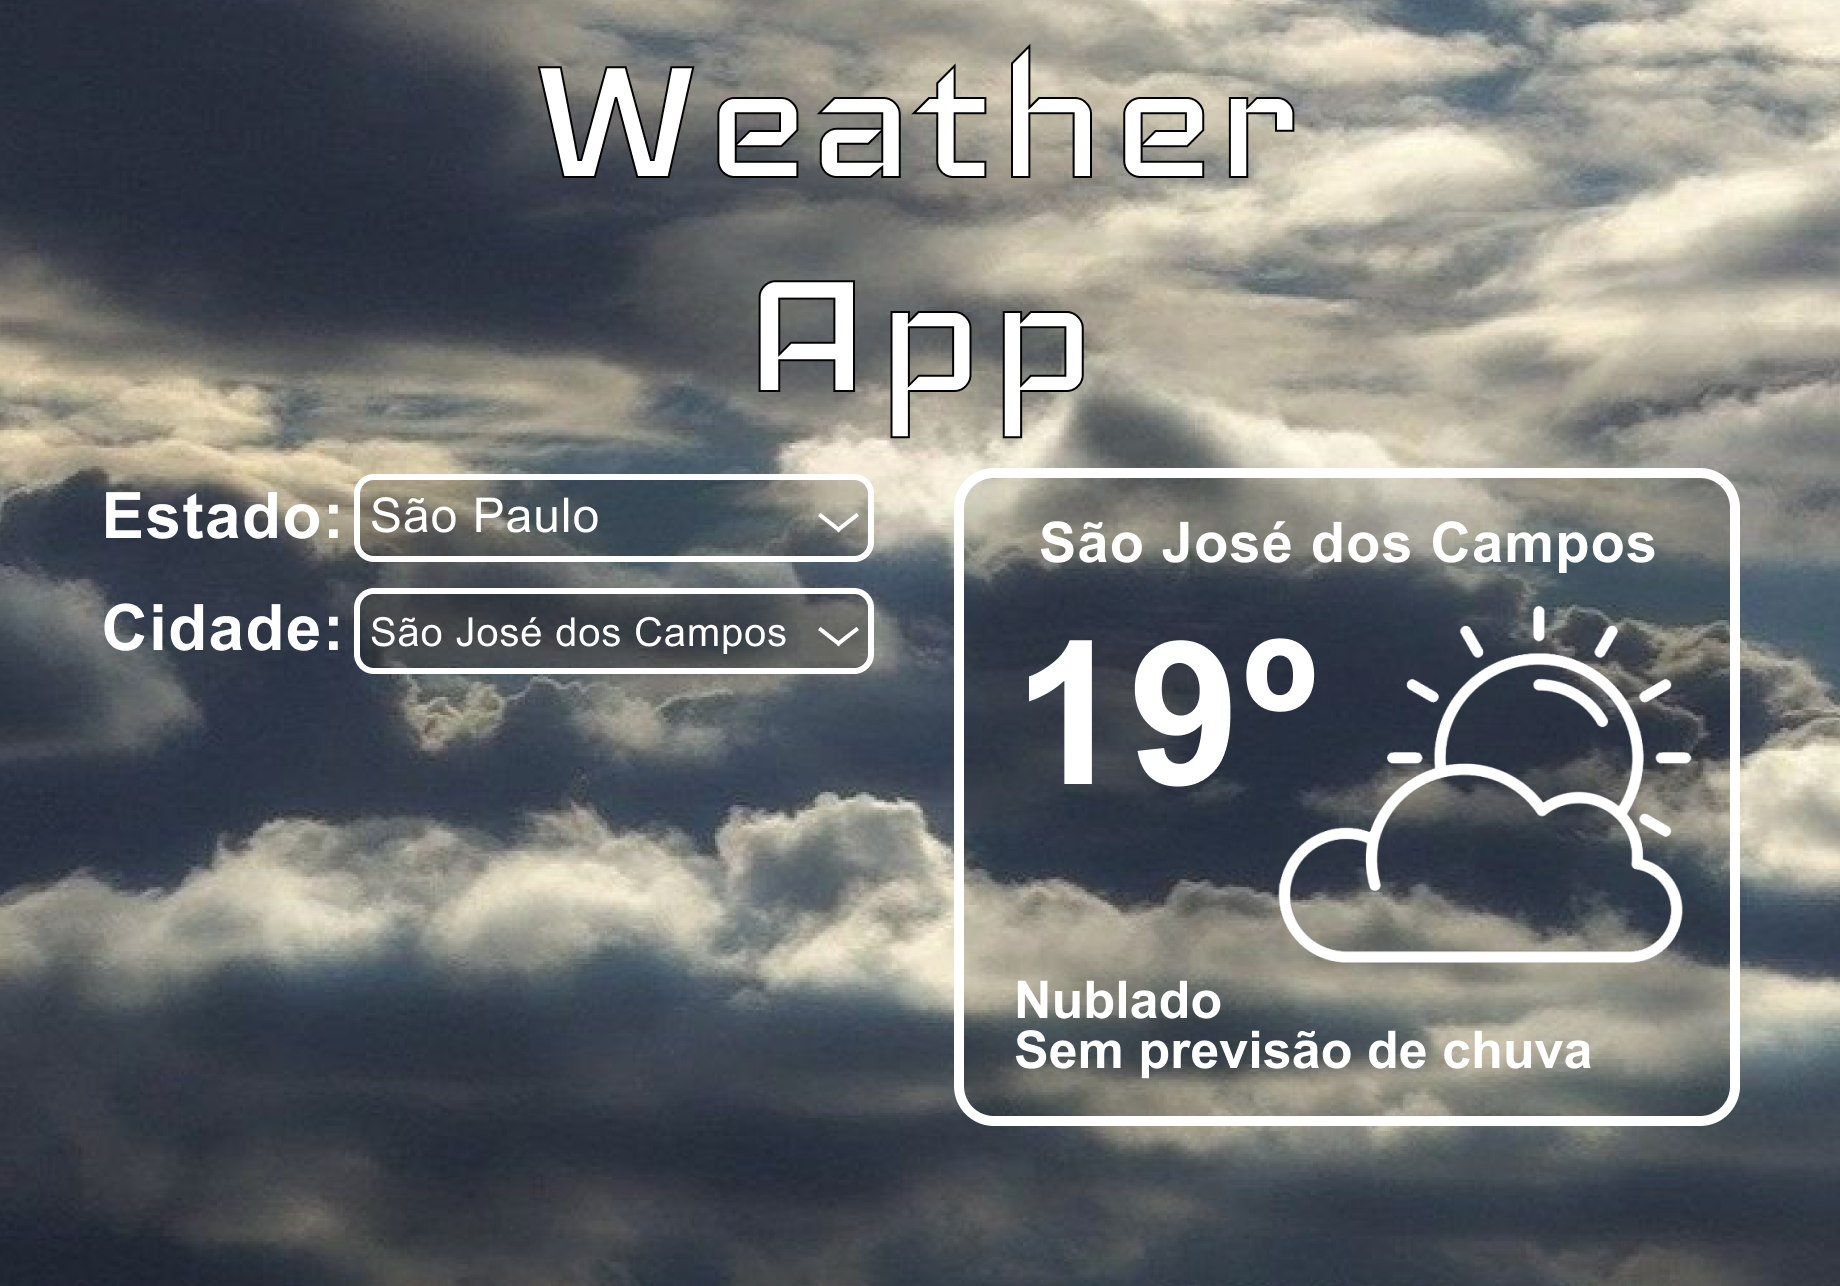 Weather
App
Estado: São Paulo
Cidade: São José dos Campos
São José dos Campos
19º
Nublado
Sem previsão de chuva